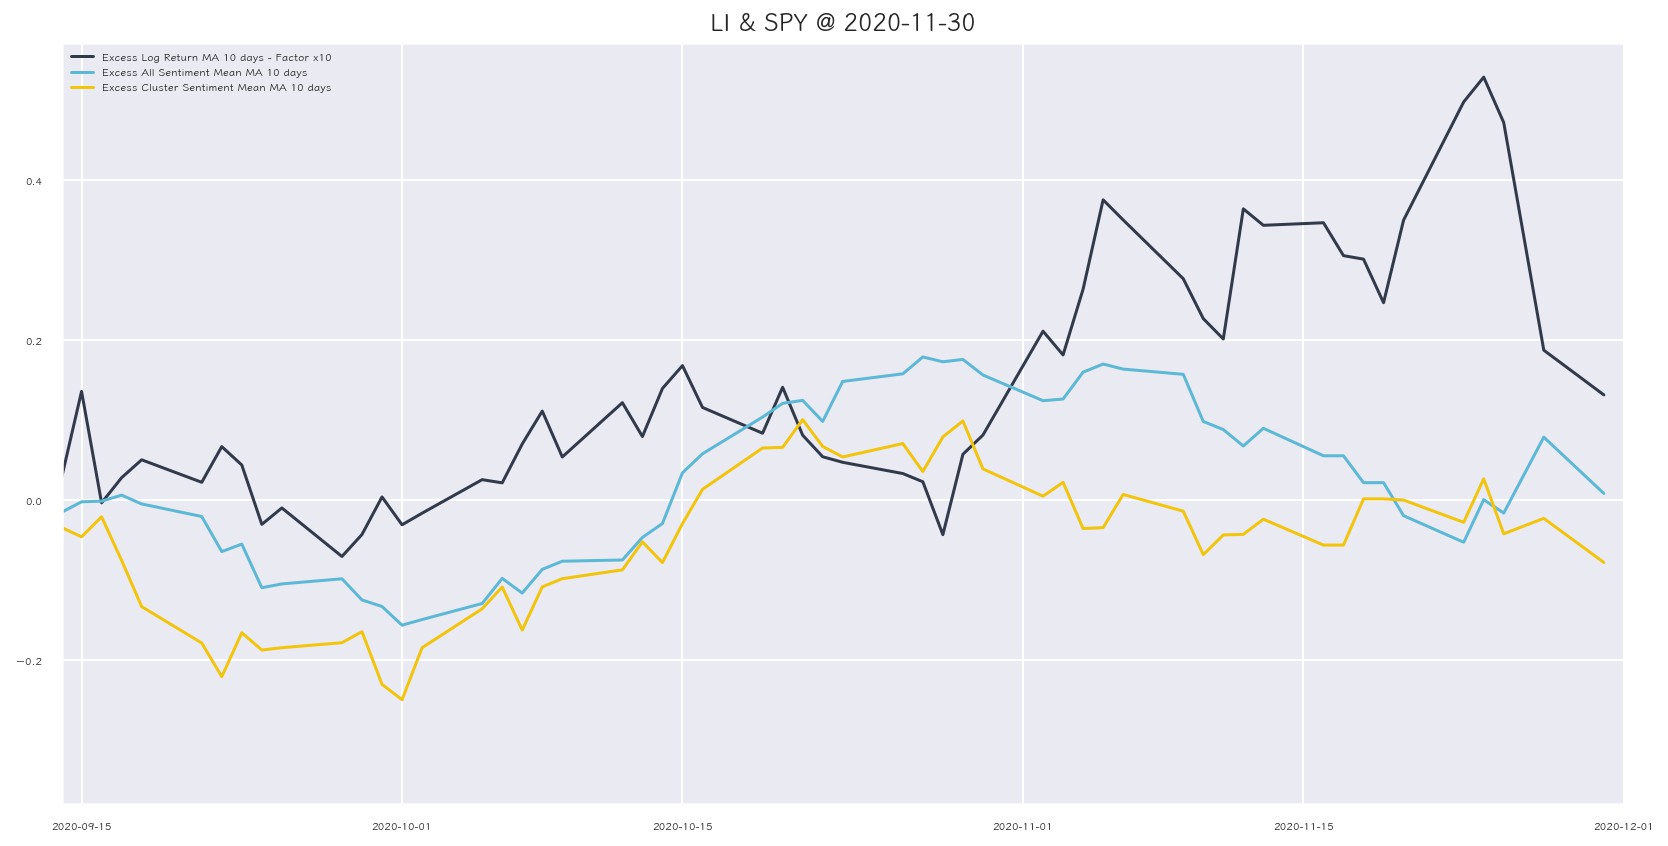 LI & SPY @ 2020-11-30
Excess Log Return MA 10 days - Factor x10
Excess All Sentiment Mean MA 10 days
Excess Cluster Sentiment Mean MA 10 days
0.4
0.2
0.0
−0.2
2020-09-15 2020-10-01 2020-10-15 2020-11-01 2020-11-15 2020-12-01